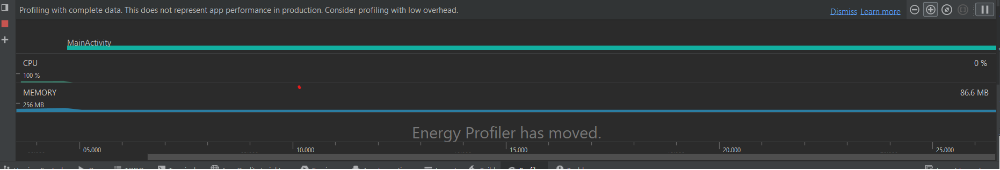 Profiling with complete data. This does not represent app performance in production. Consider profiling with low overhead.
Dismiss Learn more
MainActivity
CPU
0 %
100 %
MEMORY
86.6 MB
256 MB
Energy Profiler has moved.
05.000 10.000 15.000 20.000 25.000